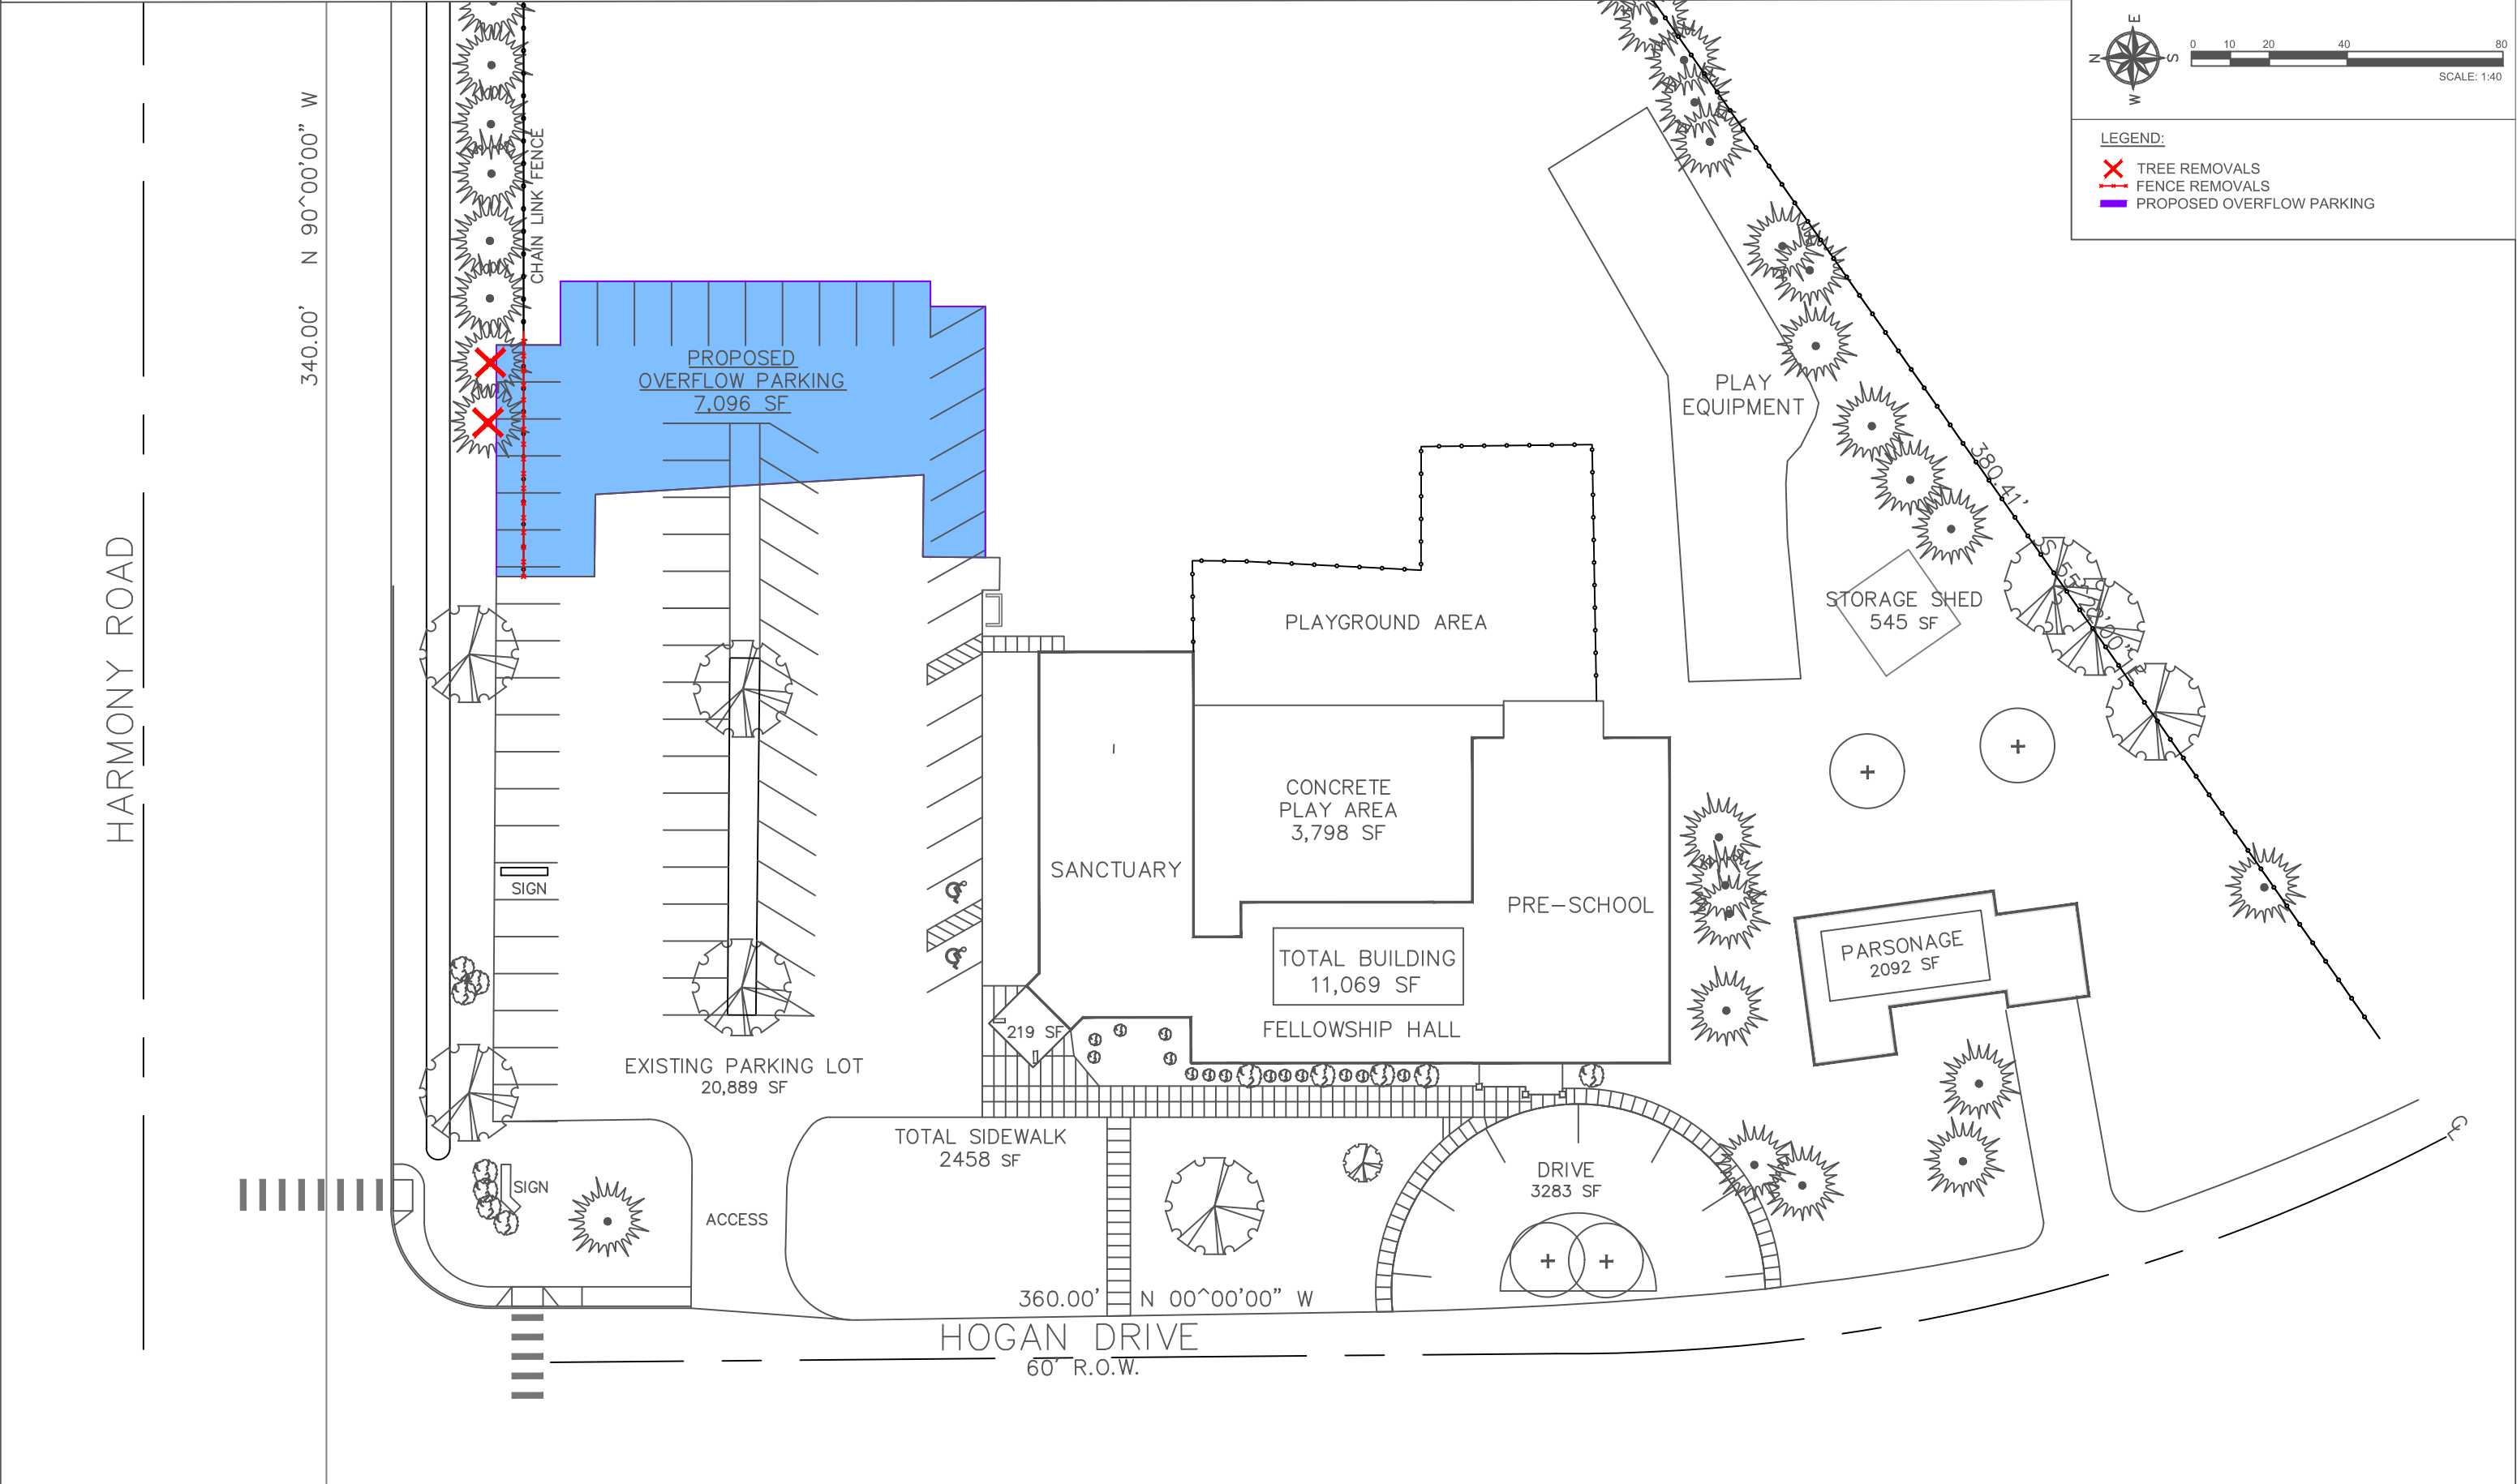 E
N
S
W
0 10 20 40 80
SCALE: 1:40
LEGEND:
TREE REMOVALS
FENCE REMOVALS
PROPOSED OVERFLOW PARKING
HARMONY ROAD
340.00' N 90^00'00" W
CHAIN LINK FENCE
PROPOSED
OVERFLOW PARKING
7,096 SF
PLAY
EQUIPMENT
380.41'
STORAGE SHED
545 SF
PLAYGROUND AREA
CONCRETE
PLAY AREA
3,798 SF
SANCTUARY
PRE-SCHOOL
SIGN
TOTAL BUILDING
11,069 SF
PARSONAGE
2092 SF
219 SF
FELLOWSHIP HALL
EXISTING PARKING LOT
20,889 SF
TOTAL SIDEWALK
2458 SF
DRIVE
3283 SF
SIGN
ACCESS
360.00' N 00^00'00" W
HOGAN DRIVE
60' R.O.W.